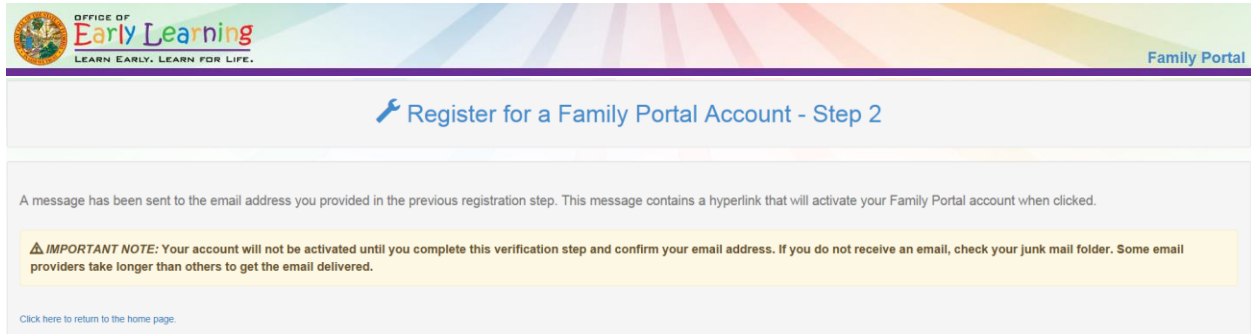 OFFICE OF
Early Learning
LEARN EARLY. LEARN FOR LIFE.
Family Portal
Register for a Family Portal Account - Step 2
A message has been sent to the email address you provided in the previous registration step. This message contains a hyperlink that will activate your Family Portal account when clicked.
IMPORTANT NOTE: Your account will not be activated until you complete this verification step and confirm your email address. If you do not receive an email, check your junk mail folder. Some email
providers take longer than others to get the email delivered.
Click here to return to the home page.